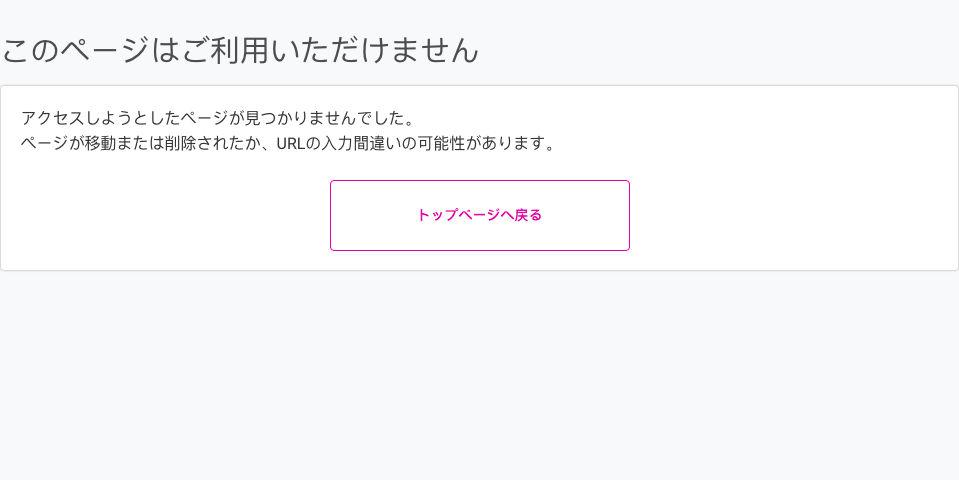 このページはご利用いただけません
アクセスしようとしたページが見つかりませんでした。
ページが移動または削除されたか、URLの入力間違いの可能性があります。
トップページへ戻る